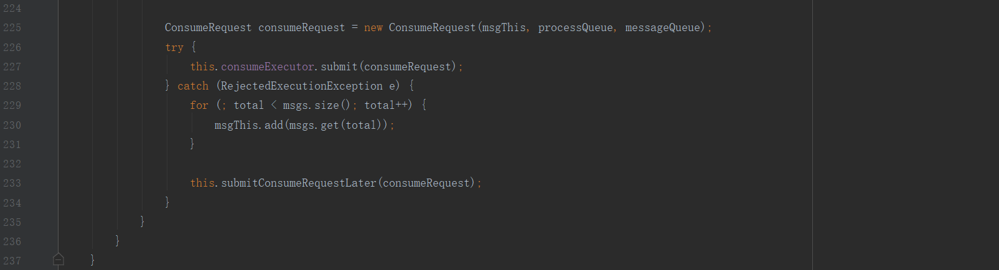 224
225 ConsumeRequest consumeRequest = new ConsumeRequest(msgThis, processQueue, messageQueue);
226 try {
227 this.consumeExecutor.submit(consumeRequest);
228 } catch (RejectedExecutionException e) {
229 for (; total < msgs.size(); total++) {
230 msgThis.add(msgs.get(total));
231 }
232
233 this.submitConsumeRequestLater(consumeRequest);
234 }
235 }
236 }
237 }